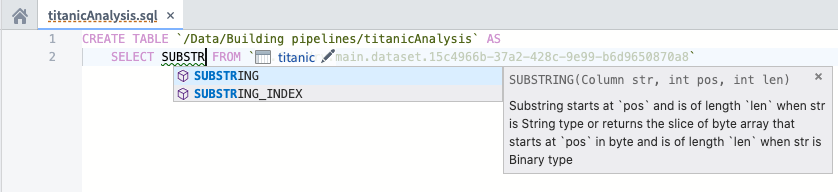 titanicAnalysis.sql ×
1 CREATE TABLE `/Data/Building pipelines/titanicAnalysis` AS
2 SELECT SUBSTR FROM `titanic main.dataset.15c4966b-37a2-428c-9e99-b6d9650870a8`
SUBSTRING
SUBSTRING_INDEX
SUBSTRING(Column str, int pos, int len) ×
Substring starts at `pos` and is of length `len` when str
is String type or returns the slice of byte array that
starts at `pos` in byte and is of length `len` when str is
Binary type